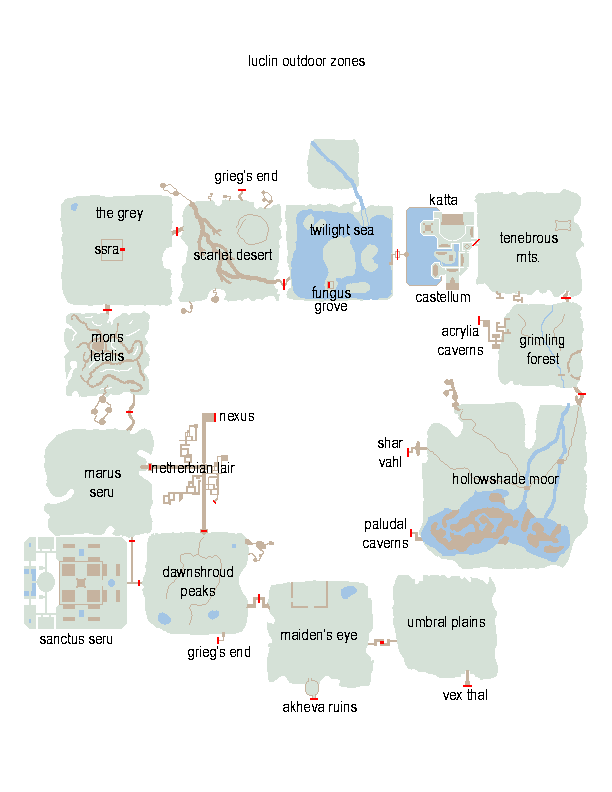 luclin outdoor zones
grieg's end
katta
the grey
twilight sea
tenebrous
mts.
ssra
scarlet desert
fungus
grove
castellum
acrylia
caverns
grimling
forest
mons
letalis
nexus
shar
vahl
netherbian lair
marus
seru
hollowshade moor
paludal
caverns
dawnshroud
peaks
sanctus seru
grieg's end
maiden's eye
umbral plains
vex thal
akheva ruins